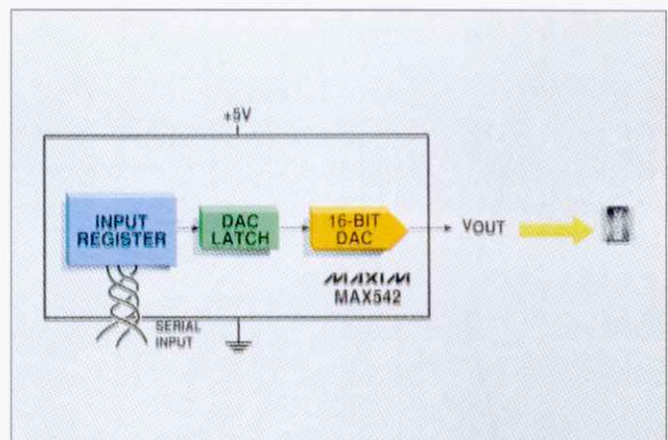 +5V
INPUT
REGISTER
DAC
LATCH
16-BIT
DAC
VOUT
MAXIM
MAX542
SERIAL
INPUT